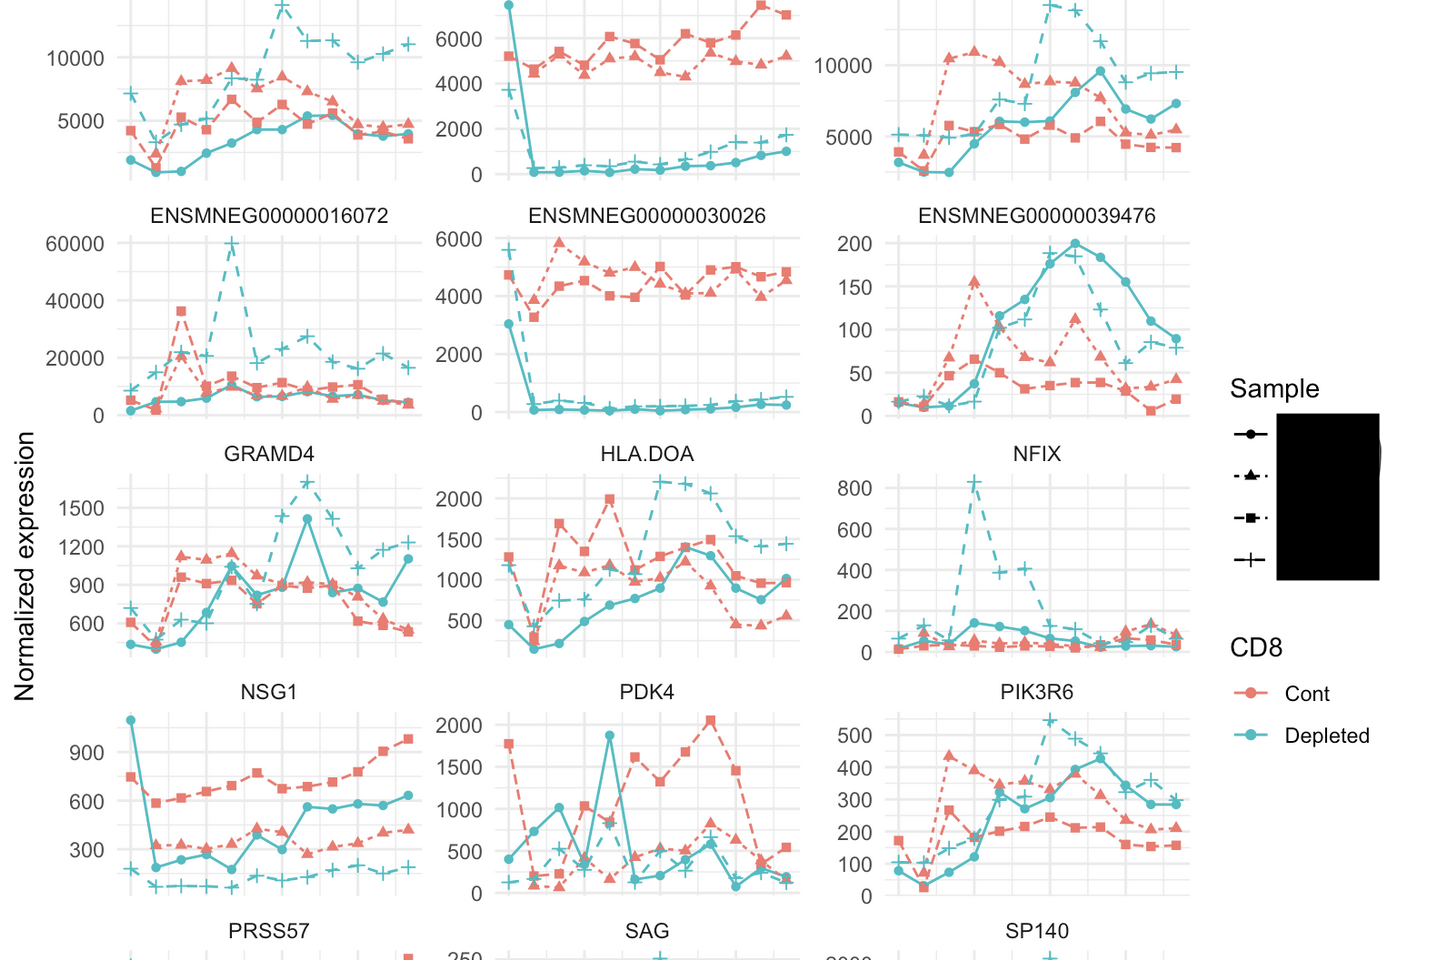 10000
5000
6000
4000
2000
0
10000
5000
ENSMNEG00000016072
ENSMNEG00000030026
ENSMNEG00000039476
60000
40000
20000
0
6000
4000
2000
0
200
150
100
50
0
GRAMD4
HLA.DOA
NFIX
1500
1200
900
600
2000
1500
1000
500
800
600
400
200
0
NSG1
PDK4
PIK3R6
900
600
300
2000
1500
1000
500
0
500
400
300
200
100
0
PRSS57
SAG
SP140
250
Normalized expression
Sample
CD8
Cont
Depleted